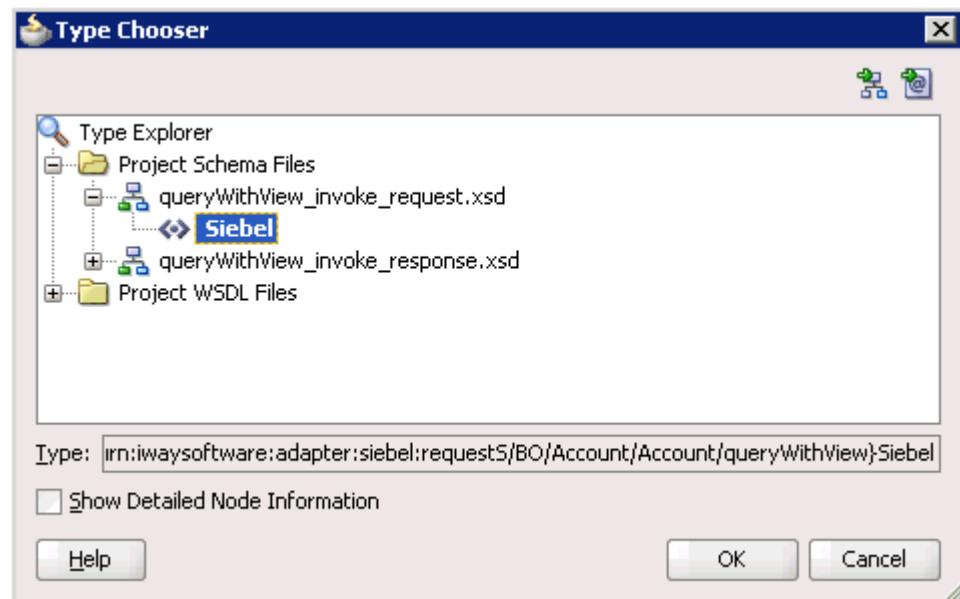 Type Chooser
Type Explorer
Project Schema Files
queryWithView_invoke_request.xsd
Siebel
queryWithView_invoke_response.xsd
Project WSDL Files
Type: ırn:iwaysoftware:adapter:siebel:requestS/BO/Account/Account/queryWithView}Siebel
Show Detailed Node Information
Help OK Cancel